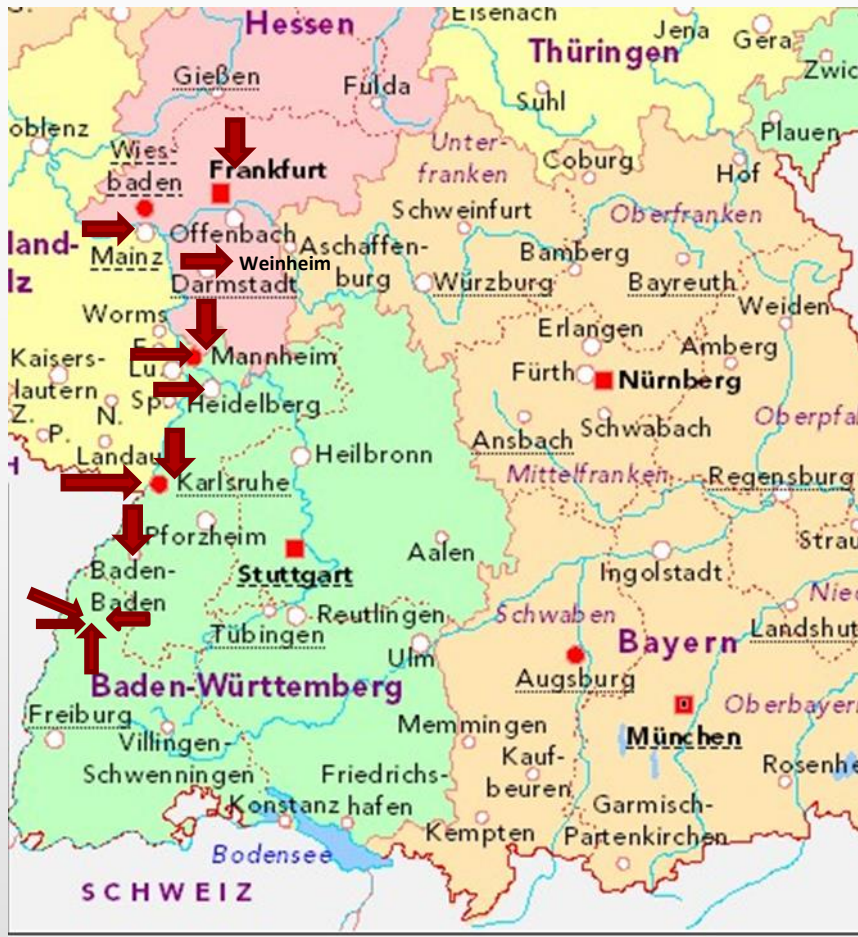 Hessen
Eisenach
Jena
Gera
Thüringen
Zwic
Gießen
Fulda
Suhl
oblenz
Plauen
Wies-
baden
Frankfurt
Unter-
franken
Coburg
Hof
Schweinfurt
Oberfranken
land-
lz
Mainz
Offenbach
Aschaffen-
burg
Weinheim
Bamberg
Darmstadt
Würzburg
Bayreuth
Worms
Weiden
Erlangen
F.
Lu.
Mannheim
Amberg
Kaisers-
lautern
Fürth
Nürnberg
Z.
P.
N.
Sp.
Heidelberg
Ansbach
Schwabach
Oberpfal
Landau
H
Heilbronn
Mittelfranken
Regensburg
Karlsruhe
Pforzheim
Aalen
Strau
Baden-
Baden
Stuttgart
Ingolstadt
Nied
Reutlingen
Schwaben
Landshut
Tübingen
Ulm
Bayern
Baden-Württemberg
Augsburg
Oberbayern
Freiburg
Memmingen
München
Villingen-
Schwenningen
Friedrichs-
hafen
Kauf-
beuren
Rosenhe
Konstanz
Kempten
Garmisch-
Partenkirchen
Bodensee
SCHWEIZ